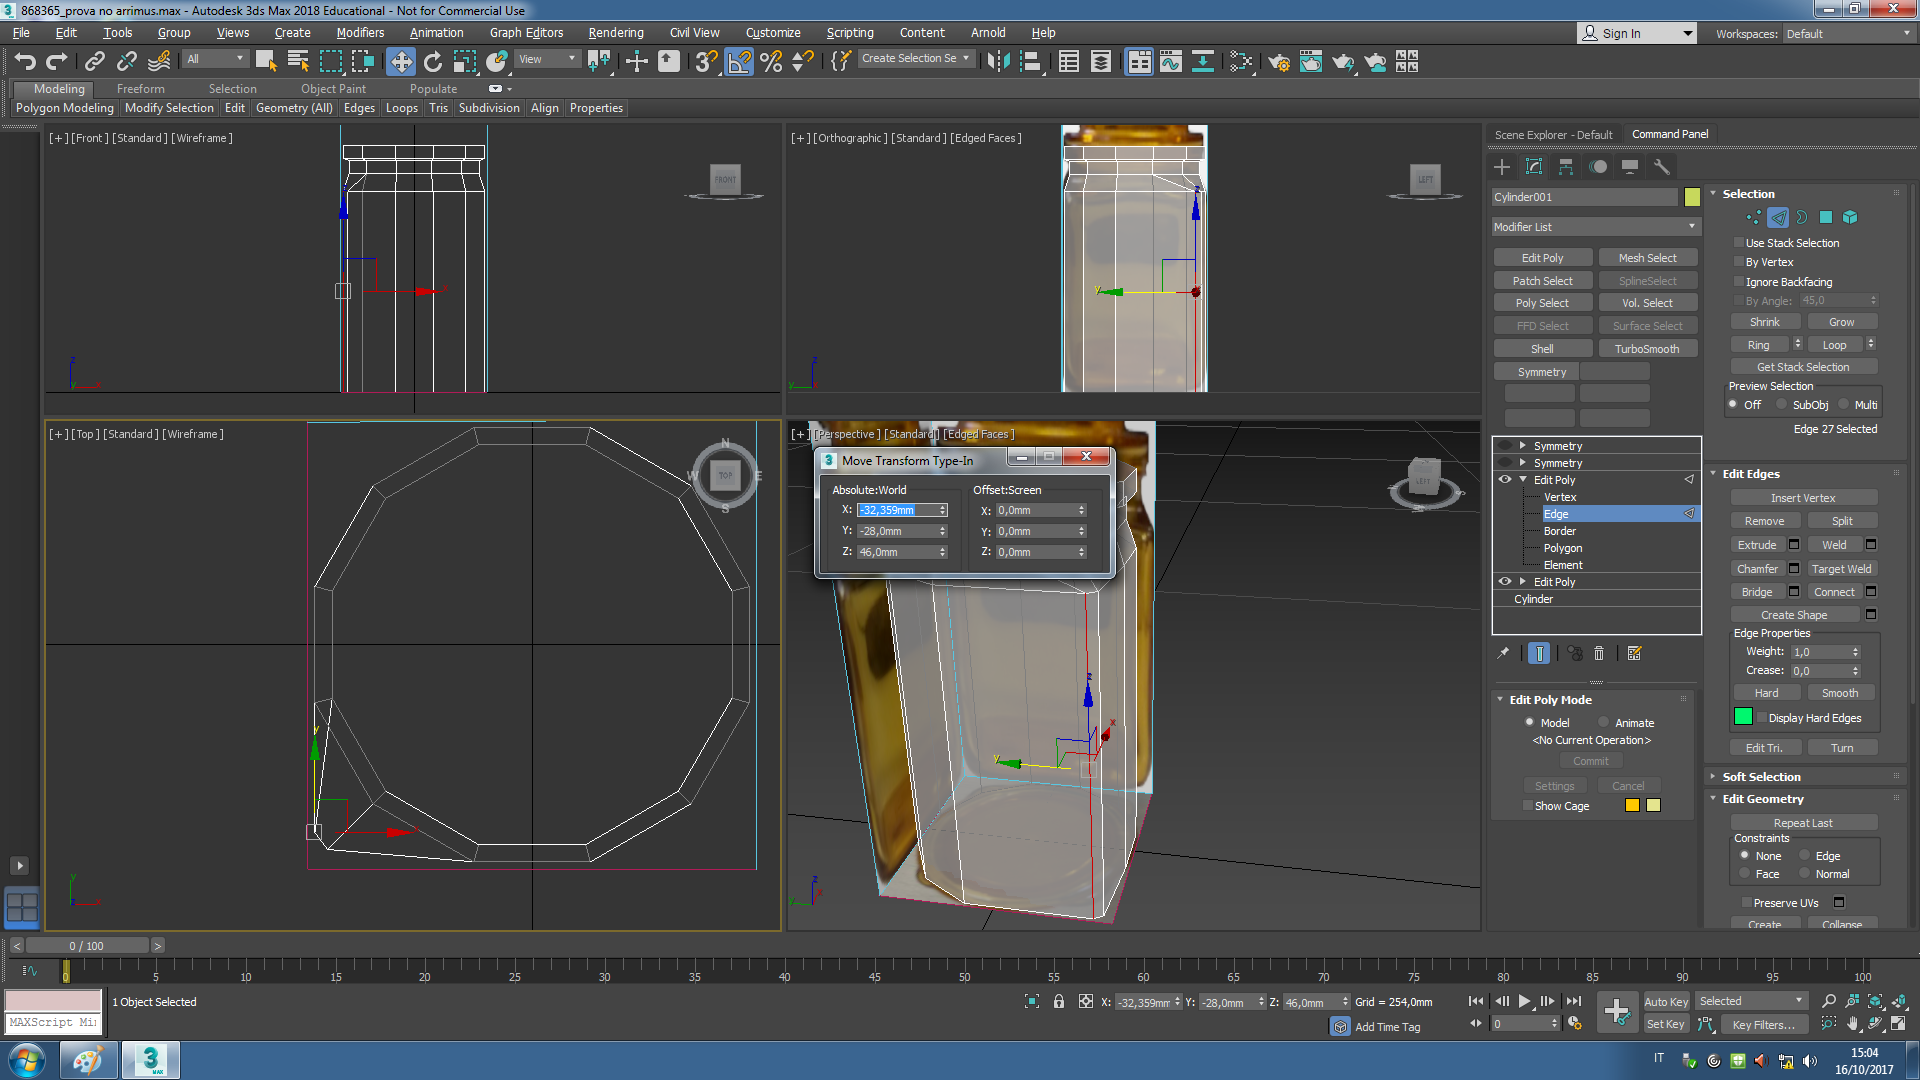 868365_prova no arrimus.max - Autodesk 3ds Max 2018 Educational - Not for Commercial Use
File Edit Tools Group Views Create Modifiers Animation Graph Editors Rendering Civil View Customize Scripting Content Arnold Help
Sign In Workspaces: Default
All View Create Selection Se
Modeling Freeform Selection Object Paint Populate
Polygon Modeling Modify Selection Edit Geometry (All) Edges Loops Tris Subdivision Align Properties
[+] [Front] [Standard] [Wireframe]
FRONT
[+] [Orthographic] [Standard] [Edged Faces]
LEFT
[+] [Top] [Standard] [Wireframe]
N
W TOP E
S
[+] [Perspective] [Standard] [Edged Faces]
LEFT
Move Transform Type-In
Absolute:World Offset:Screen
X: -32,359mm X: 0,0mm
Y: -28,0mm Y: 0,0mm
Z: 46,0mm Z: 0,0mm
Scene Explorer - Default Command Panel
Cylinder001
Modifier List
Edit Poly Mesh Select
Patch Select SplineSelect
Poly Select Vol. Select
FFD Select Surface Select
Shell TurboSmooth
Symmetry
Symmetry
Symmetry
Edit Poly
Vertex
Edge
Border
Polygon
Element
Edit Poly
Cylinder
Edit Poly Mode
Model Animate
<No Current Operation>
Commit
Settings Cancel
Show Cage
Selection
Use Stack Selection
By Vertex
Ignore Backfacing
By Angle: 45,0
Shrink Grow
Ring Loop
Get Stack Selection
Preview Selection
Off SubObj Multi
Edge 27 Selected
Edit Edges
Insert Vertex
Remove Split
Extrude Weld
Chamfer Target Weld
Bridge Connect
Create Shape
Edge Properties
Weight: 1,0
Crease: 0,0
Hard Smooth
Display Hard Edges
Edit Tri. Turn
Soft Selection
Edit Geometry
Repeat Last
Constraints
None Edge
Face Normal
Preserve UVs
Create Collapse
0 / 100
0 5 10 15 20 25 30 35 40 45 50 55 60 65 70 75 80 85 90 95 100
1 Object Selected
MAXScript Mi
X: -32,359mm Y: -28,0mm Z: 46,0mm Grid = 254,0mm
Add Time Tag
0
Auto Key Selected
Set Key Key Filters...
IT
15:04
16/10/2017